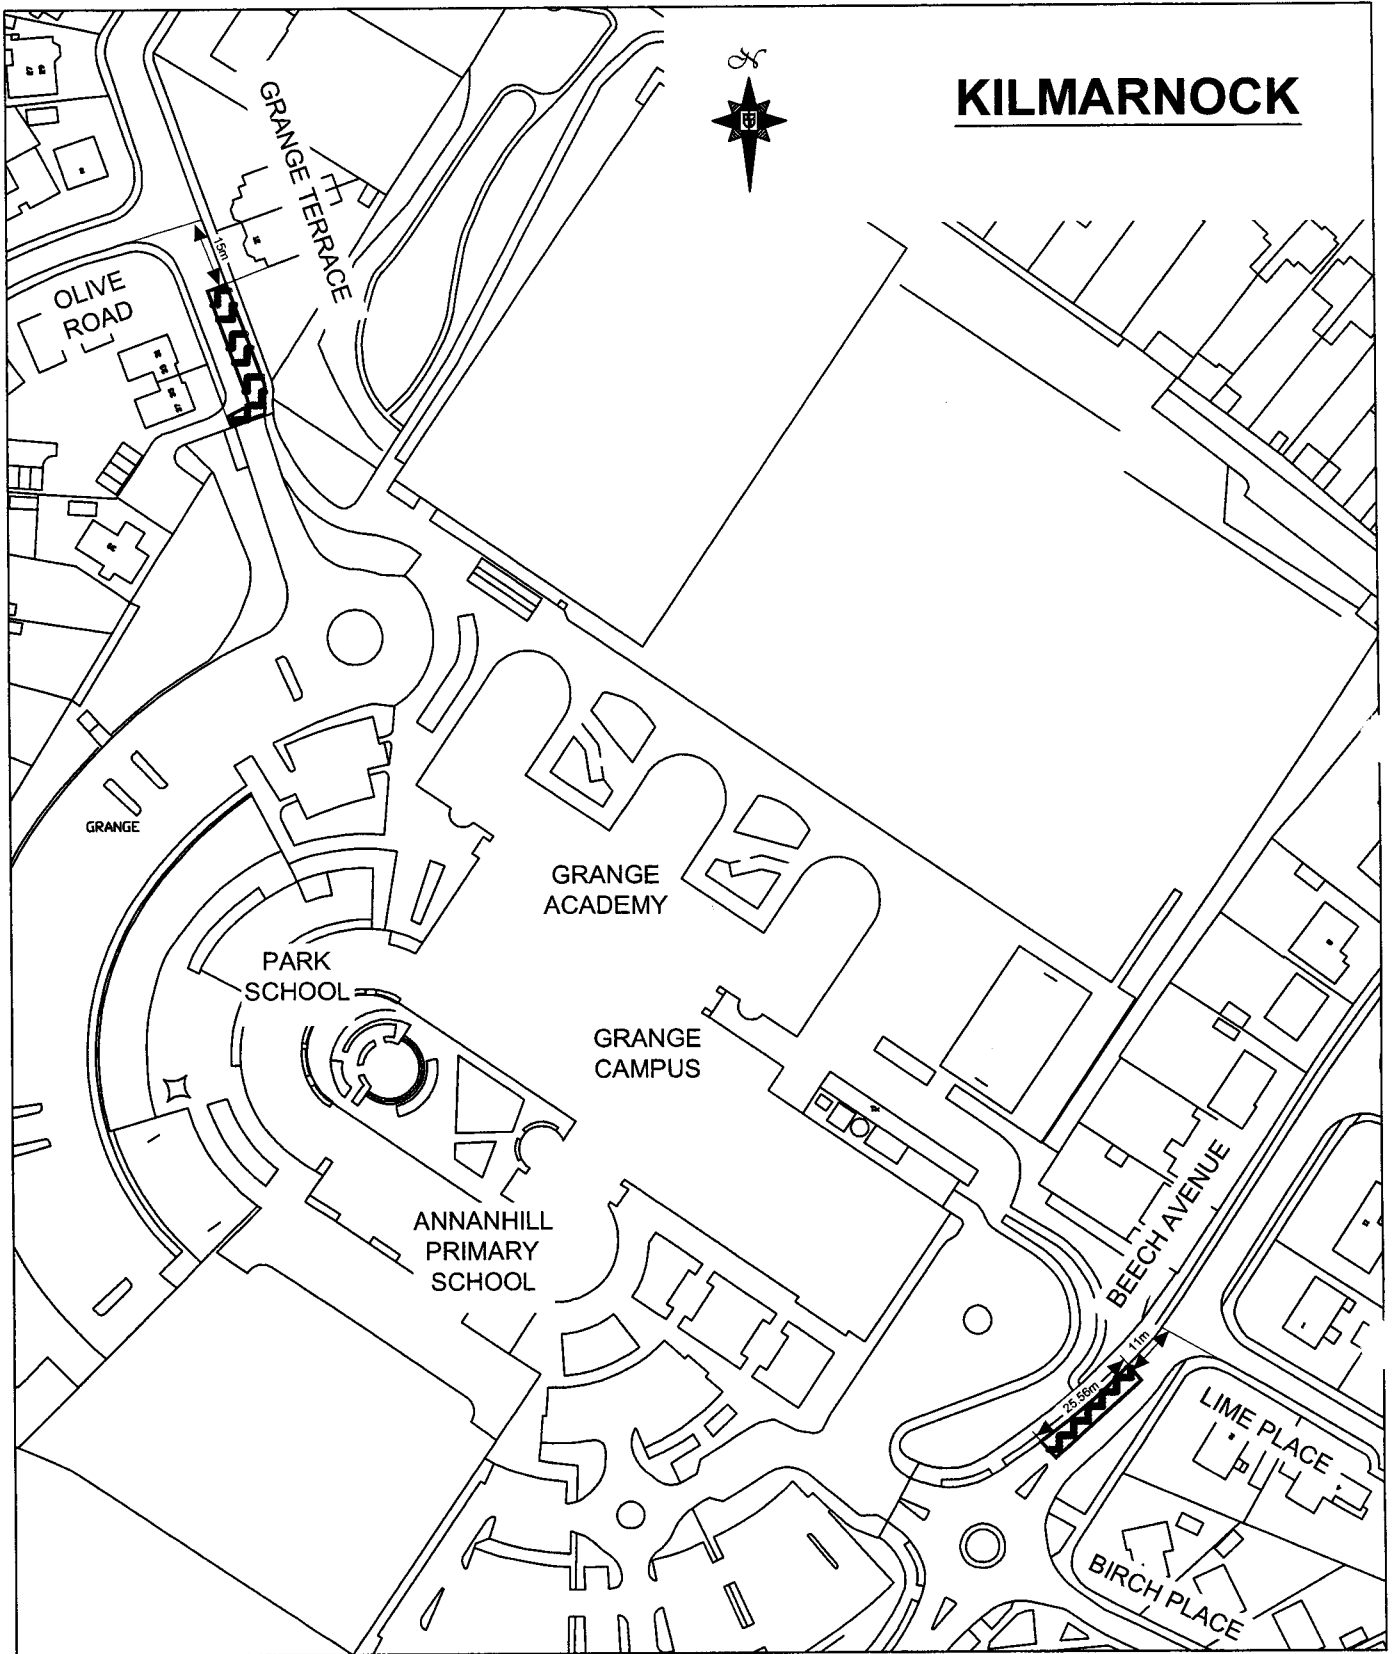 N
KILMARNOCK
GRANGE TERRACE
15m
OLIVE
ROAD
GRANGE
GRANGE
ACADEMY
PARK
SCHOOL
GRANGE
CAMPUS
ANNANHILL
PRIMARY
SCHOOL
BEECH AVENUE
11m
25.56m
LIME PLACE
BIRCH PLACE